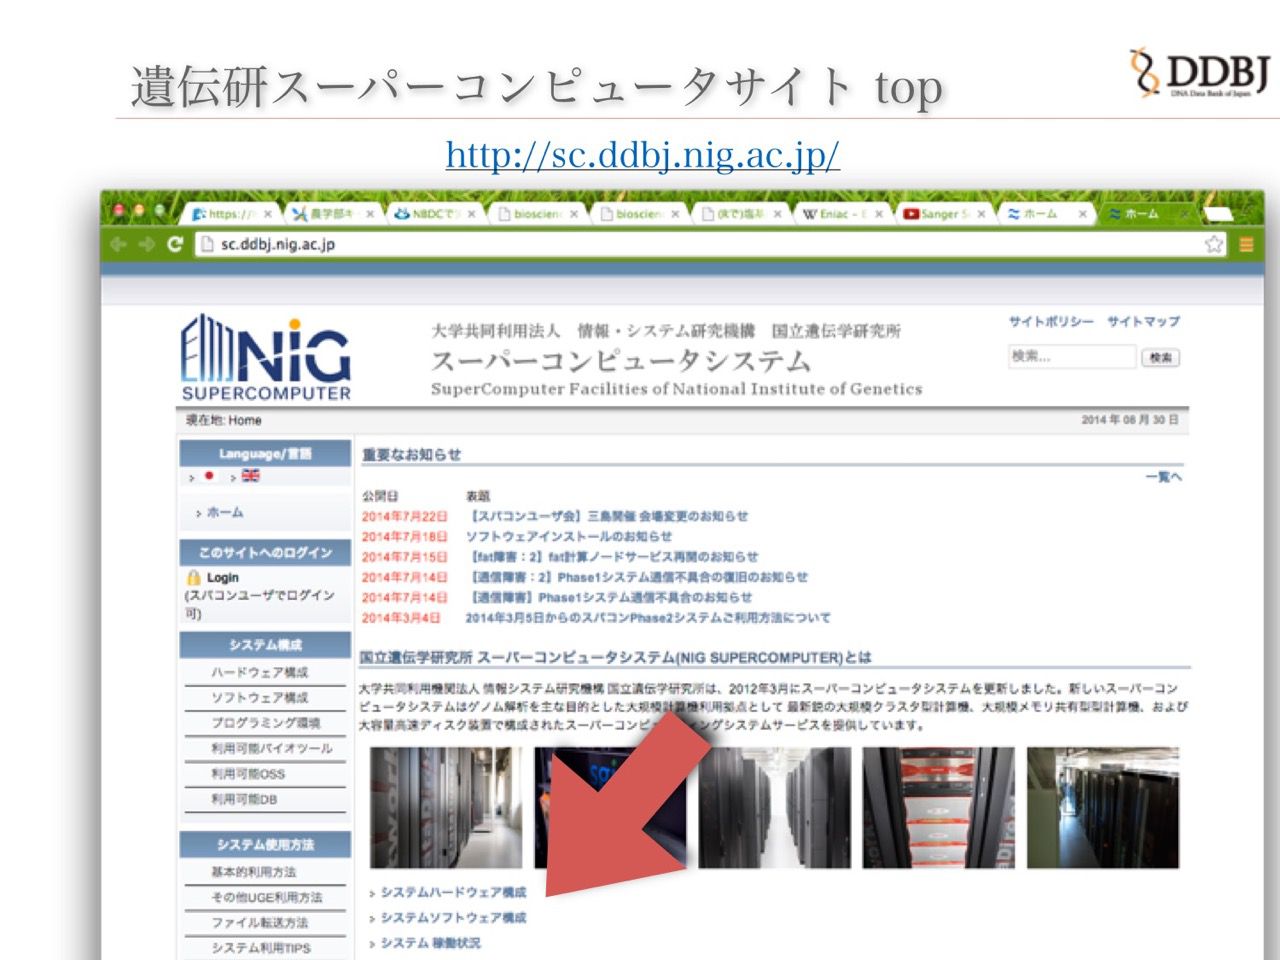 遺伝研スーパーコンピュータサイト top
DDBJ
DNA Data Bank of Japan
http://sc.ddbj.nig.ac.jp/
https://
農学部キ
NBDCで
bioscien
bioscien
Eniac - E
Sanger S
ホーム
ホーム
sc.ddbj.nig.ac.jp
NIG
SUPERCOMPUTER
大学共同利用法人 情報・システム研究機構 国立遺伝学研究所
スーパーコンピュータシステム
SuperComputer Facilities of National Institute of Genetics
サイトポリシー サイトマップ
検索... 検索
現在地: Home
2014 年 08 月 30 日
Language/言語
ホーム
このサイトへのログイン
Login
(スパコンユーザでログイン
可)
システム構成
ハードウェア構成
ソフトウェア構成
プログラミング環境
利用可能バイオツール
利用可能OSS
利用可能DB
システム使用方法
基本的利用方法
その他UGE利用方法
ファイル転送方法
システム利用TIPS
重要なお知らせ
一覧へ
公開日 表題
2014年7月22日 【スパコンユーザ会】三島開催 会場変更のお知らせ
2014年7月18日 ソフトウェアインストールのお知らせ
2014年7月15日 【fat障害：2】fat計算ノードサービス再開のお知らせ
2014年7月14日 【通信障害：2】Phase1システム通信不具合の復旧のお知らせ
2014年7月14日 【通信障害】Phase1システム通信不具合のお知らせ
2014年3月4日 2014年3月5日からのスパコンPhase2システムご利用方法について
国立遺伝学研究所 スーパーコンピュータシステム(NIG SUPERCOMPUTER)とは
大学共同利用機関法人 情報システム研究機構 国立遺伝学研究所は、2012年3月にスーパーコンピュータシステムを更新しました。新しいスーパーコン
ピュータシステムはゲノム解析を主な目的とした大規模計算機利用拠点として 最新鋭の大規模クラスタ型計算機、大規模メモリ共有型型計算機、および
大容量高速ディスク装置で構成されたスーパーコンピ ングシステムサービスを提供しています。
システムハードウェア構成
システムソフトウェア構成
システム 稼働状況